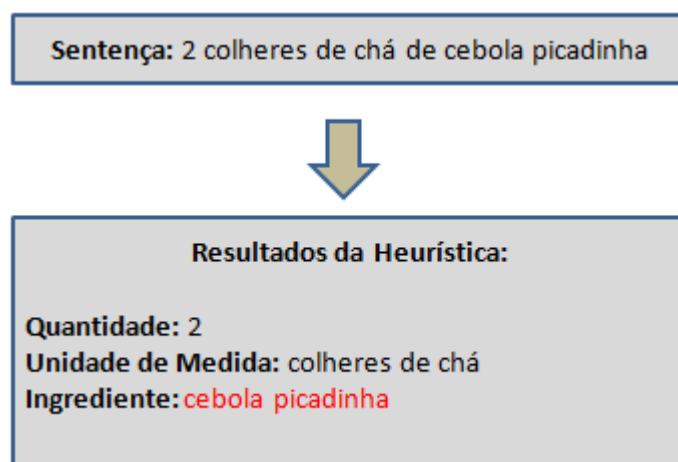 Sentença: 2 colheres de chá de cebola picadinha
Resultados da Heurística:
Quantidade: 2
Unidade de Medida: colheres de chá
Ingrediente: cebola picadinha